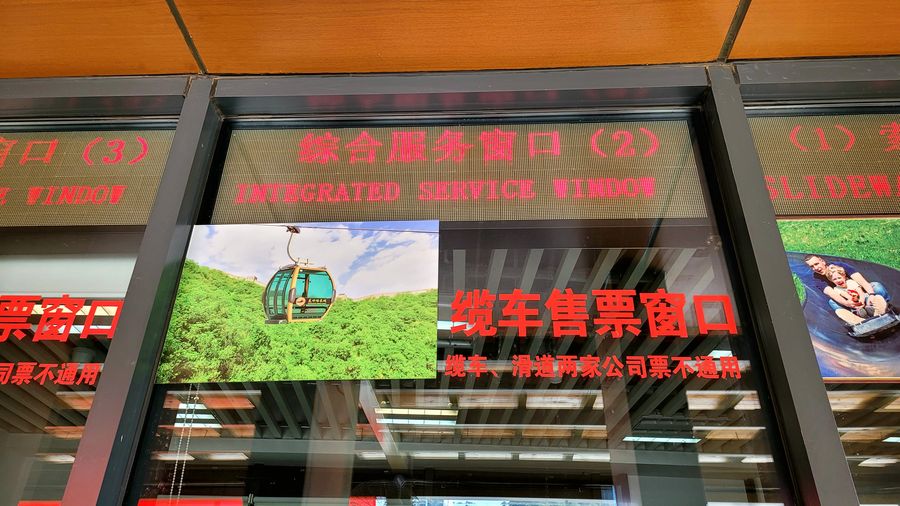 窗口（3）
E WINDOW
票窗口
司票不通用
综合服务窗口（2）
INTEGRATED SERVICE WINDOW
缆车售票窗口
缆车、滑道两家公司票不通用
（1）索
SLIDEW